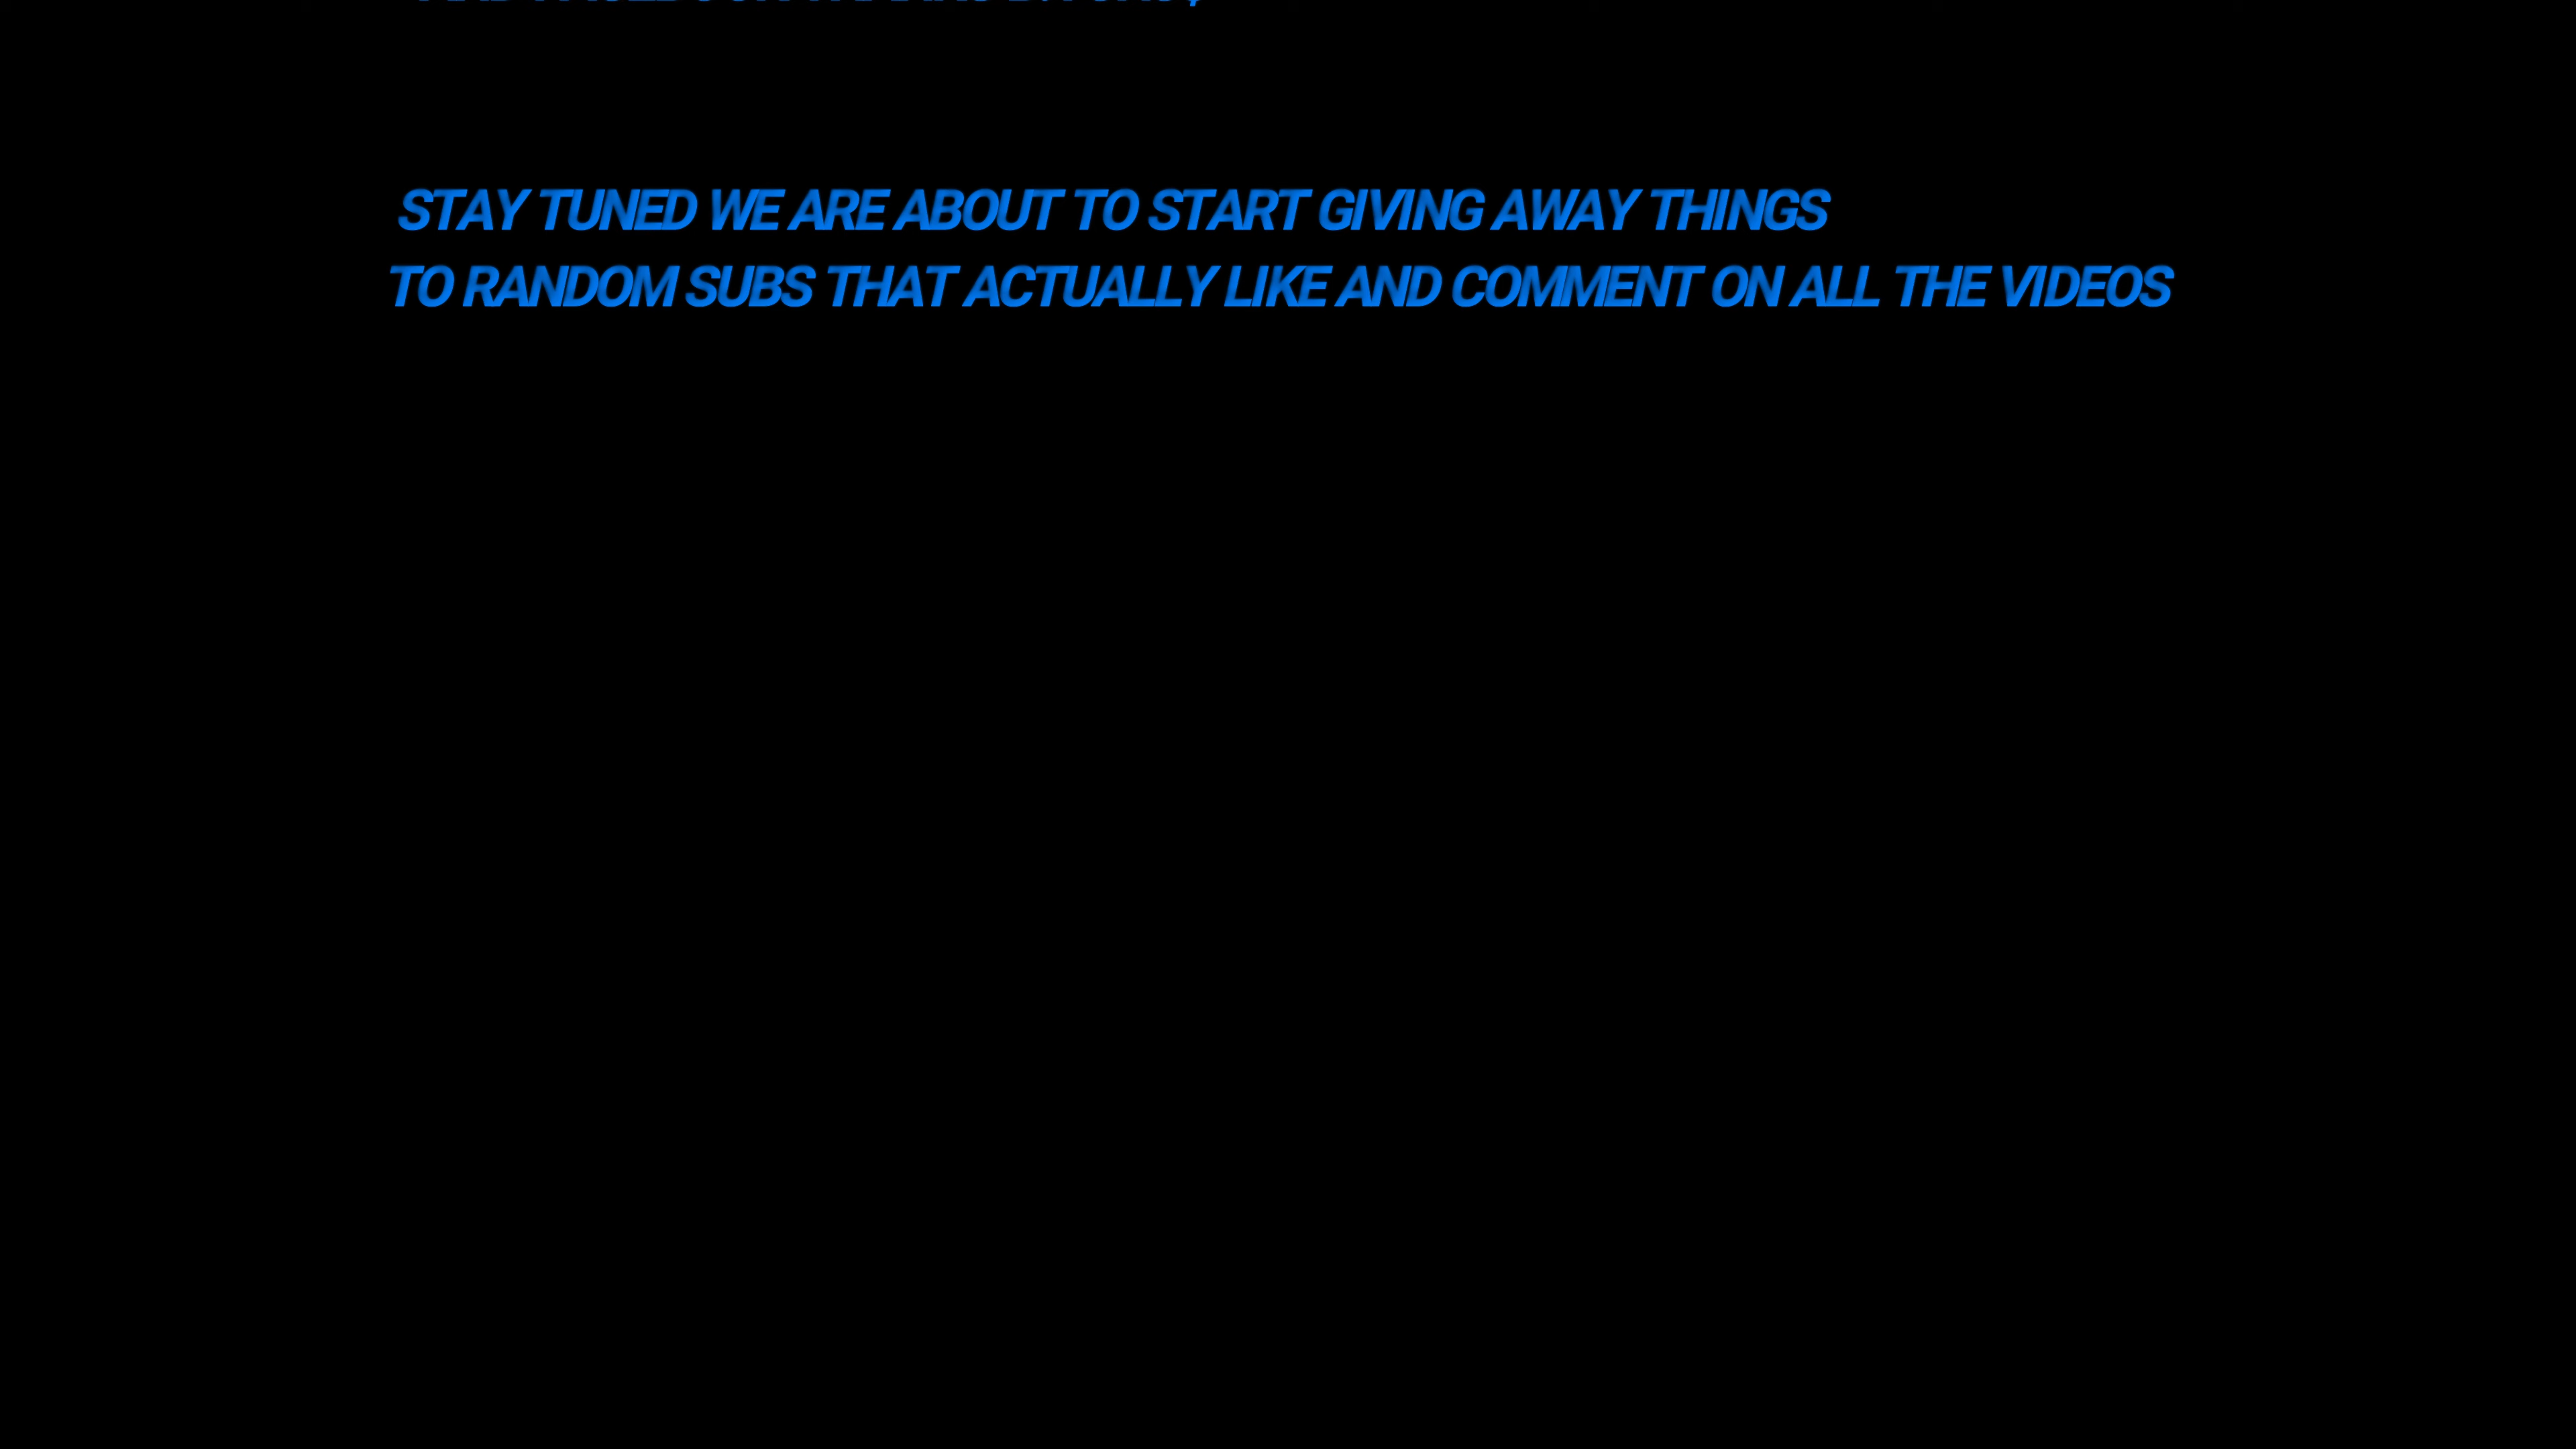 STAY TUNED WE ARE ABOUT TO START GIVING AWAY THINGS
TO RANDOM SUBS THAT ACTUALLY LIKE AND COMMENT ON ALL THE VIDEOS